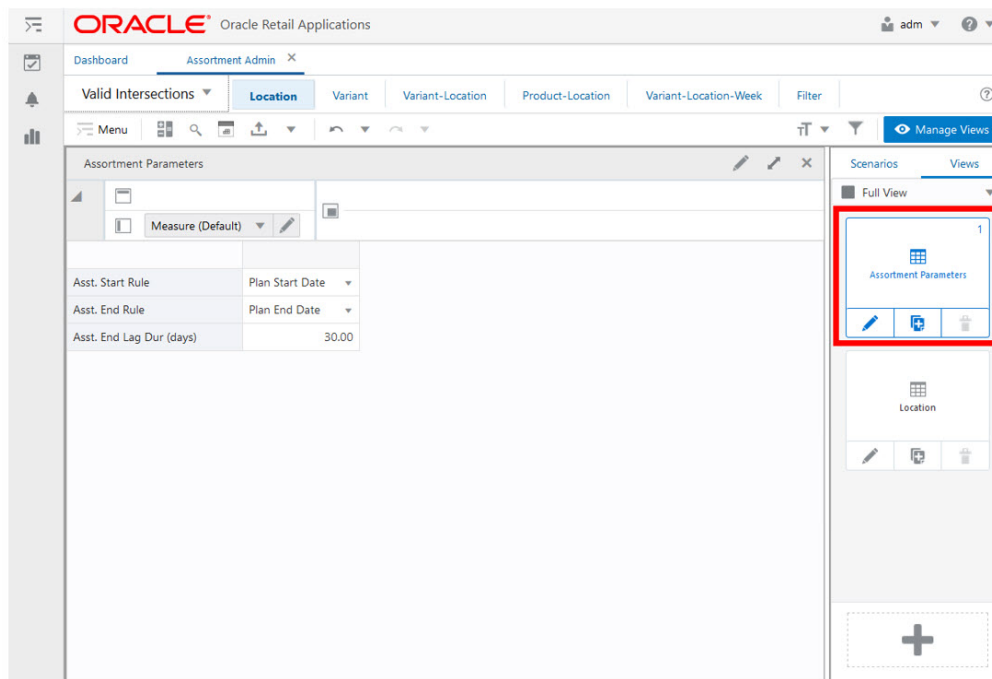 ORACLE® Oracle Retail Applications adm
Dashboard Assortment Admin
Valid Intersections Location Variant Variant-Location Product-Location Variant-Location-Week Filter
Menu Manage Views
Assortment Parameters Scenarios Views
Full View
Measure (Default)
1
Assortment Parameters
Asst. Start Rule Plan Start Date
Asst. End Rule Plan End Date
Asst. End Lag Dur (days) 30.00
Location